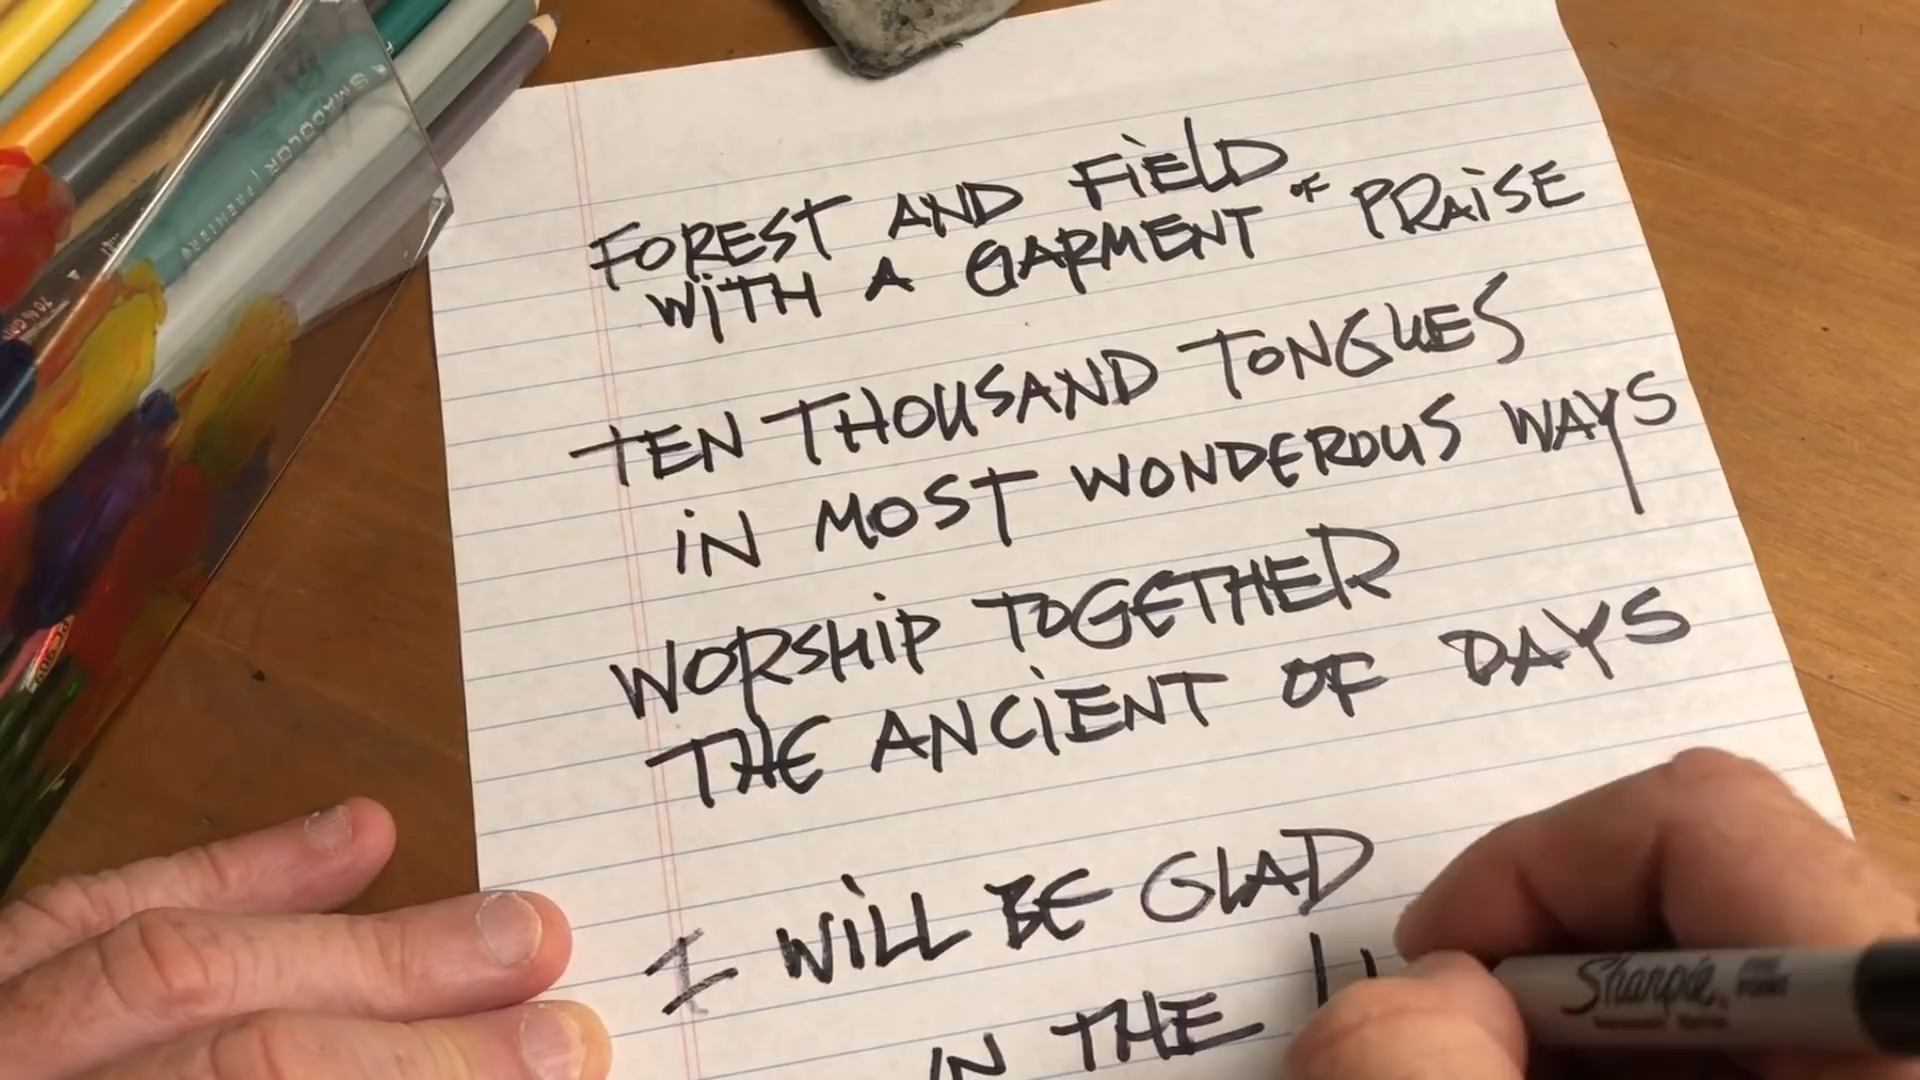 FOREST AND FiELD
WiTH A GARMENT OF PRAiSE
TEN THOUSAND TONGUES
iN MOST WONDEROUS WAYS
WORSHiP TOGETHER
THE ANCiENT OF DAYS
I WiLL BE GLAD
IN THE
Sharpie